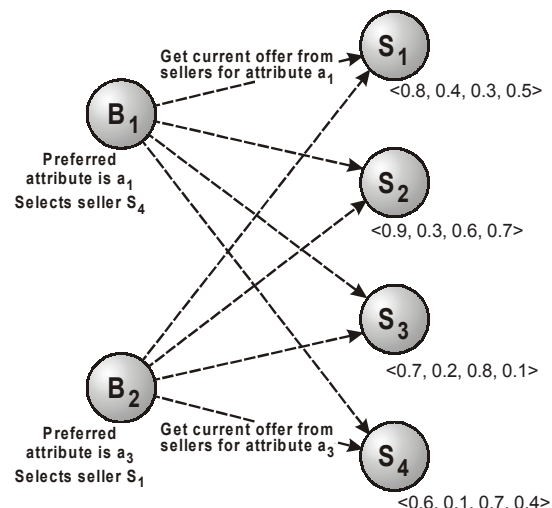 Get current offer from
sellers for attribute a1
S1
<0.8, 0.4, 0.3, 0.5>
B1
Preferred
attribute is a1
Selects seller S4
S2
<0.9, 0.3, 0.6, 0.7>
S3
<0.7, 0.2, 0.8, 0.1>
B2
Preferred
attribute is a3
Selects seller S1
Get current offer from
sellers for attribute a3
S4
<0.6, 0.1, 0.7, 0.4>